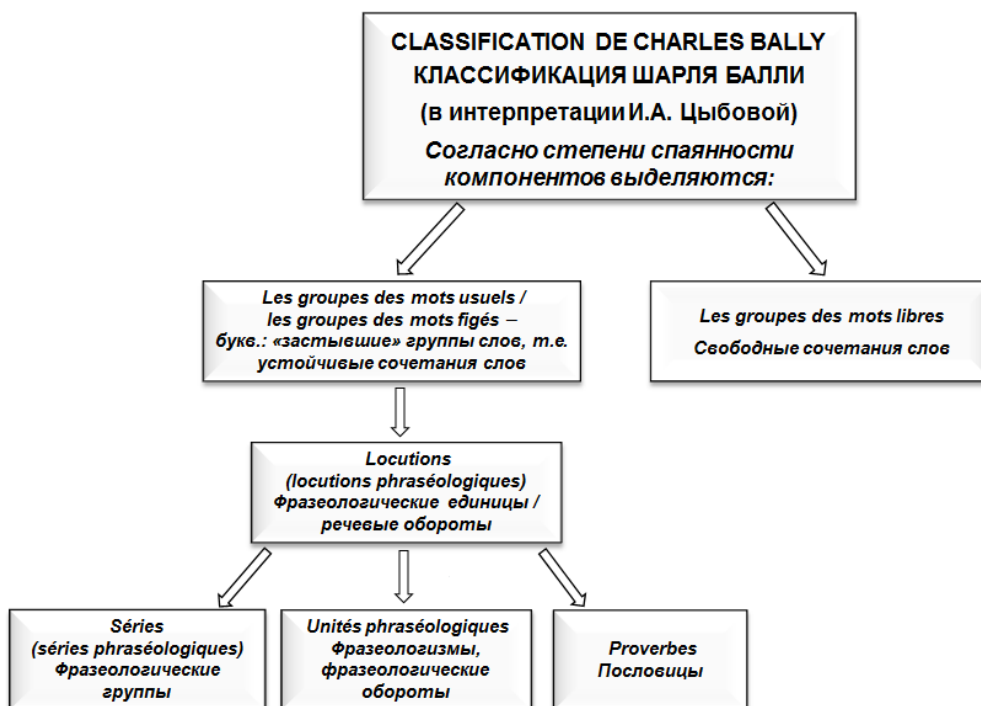 CLASSIFICATION DE CHARLES BALLY
КЛАССИФИКАЦИЯ ШАРЛЯ БАЛЛИ
(в интерпретации И.А. Цыбовой)
Согласно степени спаянности
компонентов выделяются:
Les groupes des mots usuels /
les groupes des mots figés –
букв.: «застывшие» группы слов, т.е.
устойчивые сочетания слов
Les groupes des mots libres
Свободные сочетания слов
Locutions
(locutions phraséologiques)
Фразеологические единицы /
речевые обороты
Séries
(séries phraséologiques)
Фразеологические
группы
Unités phraséologiques
Фразеологизмы,
фразеологические
обороты
Proverbes
Пословицы